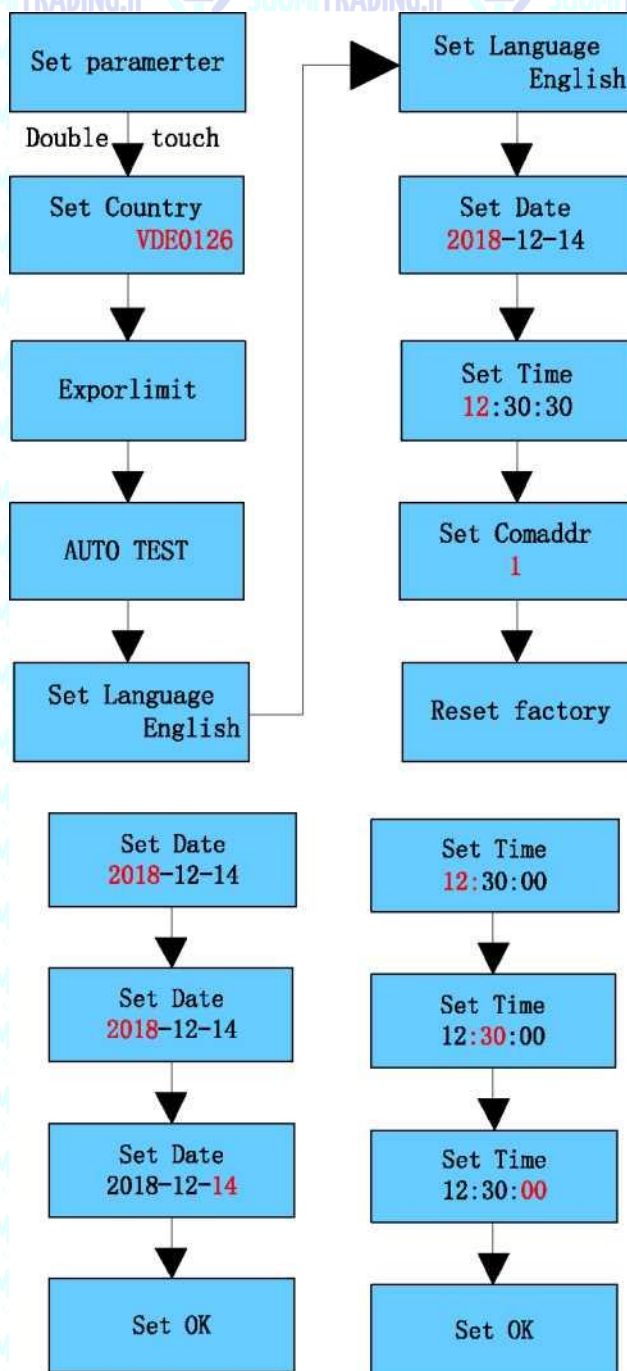 Set paramerter
Double touch
Set Country
VDE0126
Exporlimit
AUTO TEST
Set Language
English
Set Language
English
Set Date
2018-12-14
Set Time
12:30:30
Set Comaddr
1
Reset factory
Set Date
2018-12-14
Set Date
2018-12-14
Set Date
2018-12-14
Set OK
Set Time
12:30:00
Set Time
12:30:00
Set Time
12:30:00
Set OK